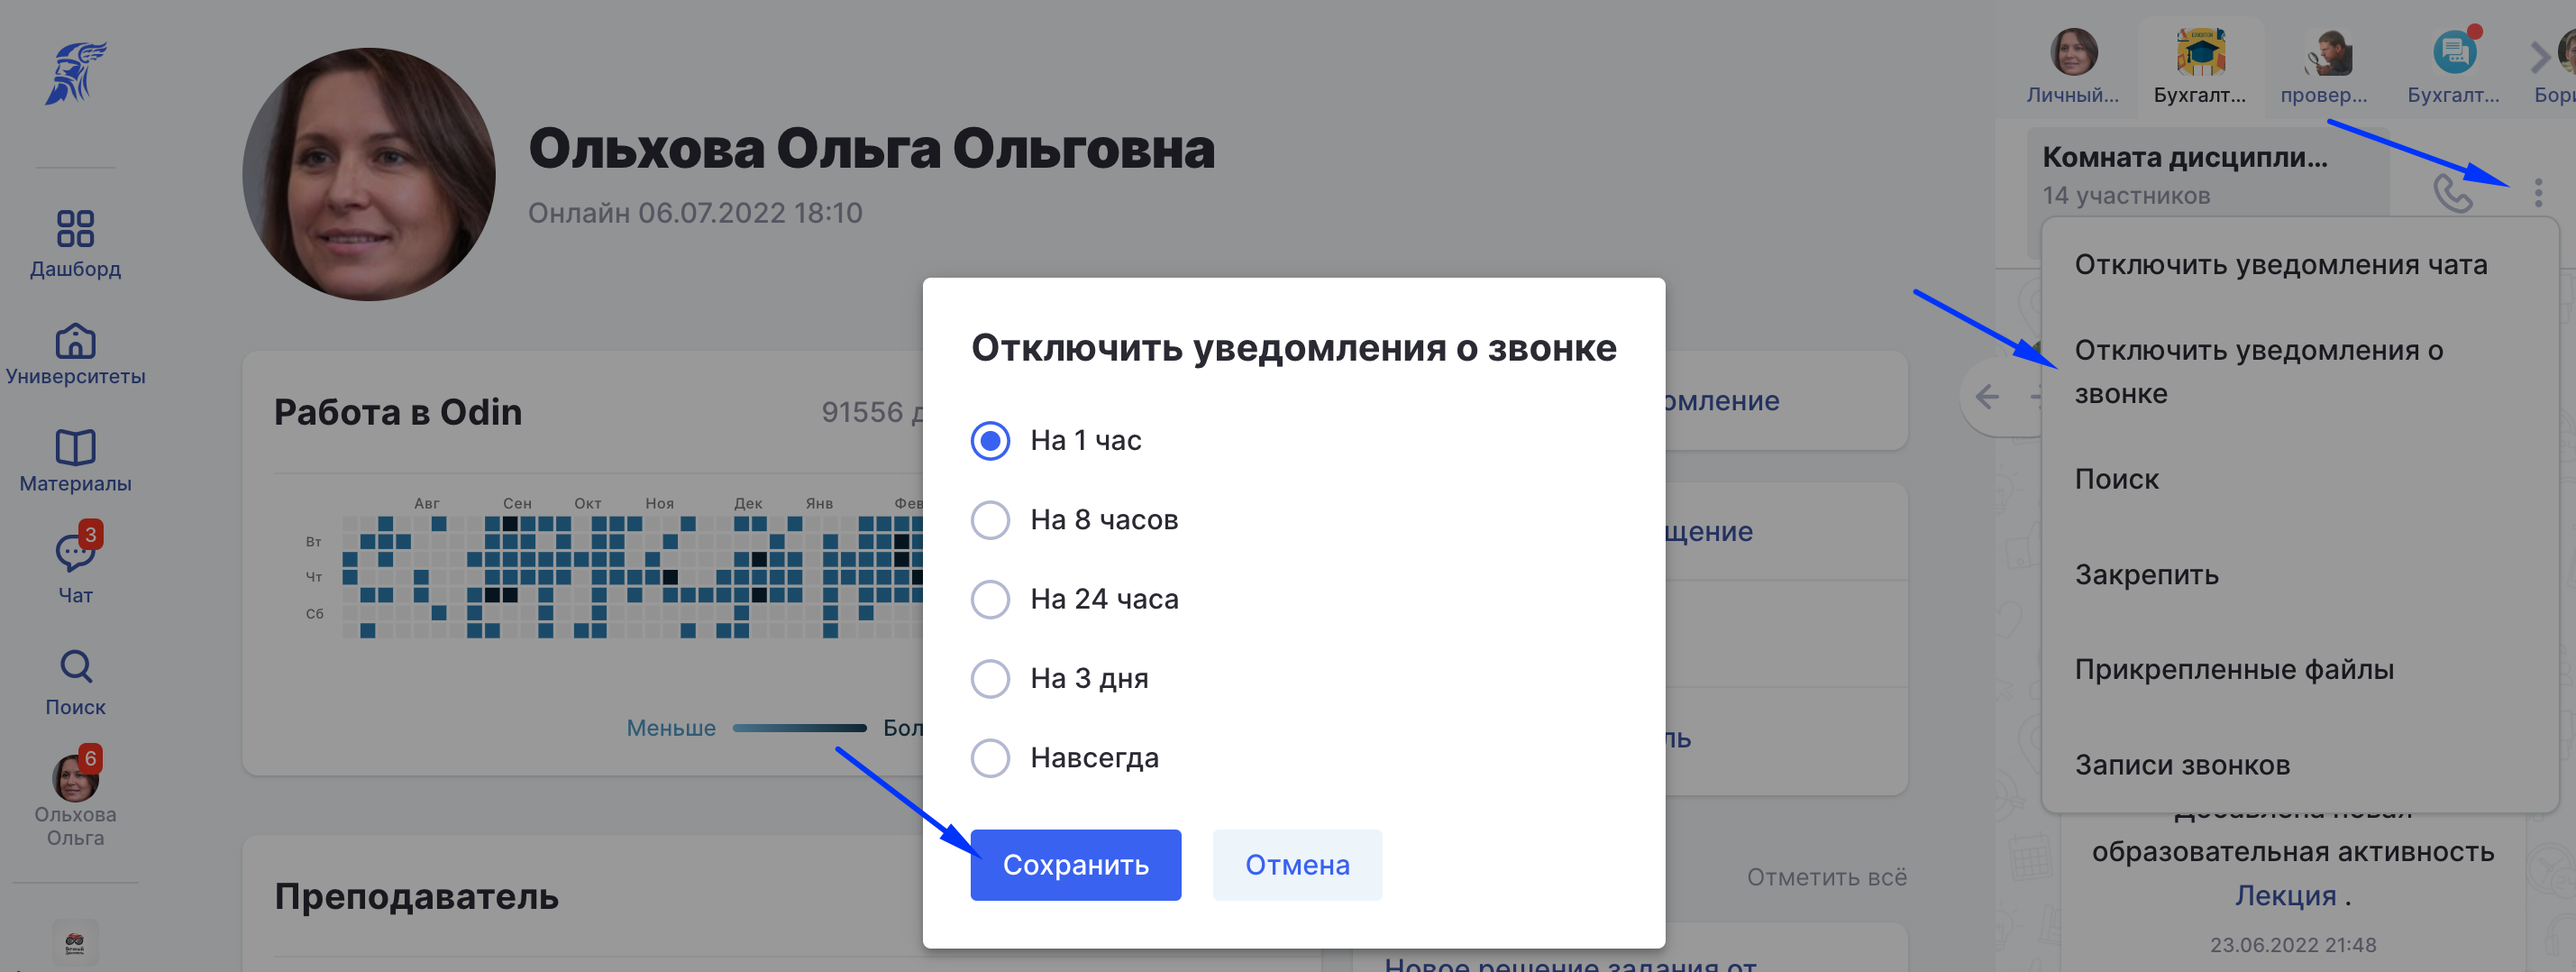 Дашборд
Университеты
Материалы
3
Чат
Поиск
6
Ольхова
Ольга
Ольхова Ольга Ольговна
Онлайн 06.07.2022 18:10
Работа в Odin
91556 д
Авг Сен Окт Ноя Дек Янв Фев
Вт
Чт
Сб
Меньше
Бол
Преподаватель
Отключить уведомления о звонке
На 1 час
На 8 часов
На 24 часа
На 3 дня
Навсегда
Сохранить Отмена
омление
щение
ль
Отметить всё
Новое решение задания от
Личный... Бухгалт... провер... Бухгалт... Бори
Комната дисципли...
14 участников
Отключить уведомления чата
Отключить уведомления о
звонке
Поиск
Закрепить
Прикрепленные файлы
Записи звонков
Добавлена новая
образовательная активность
Лекция .
23.06.2022 21:48